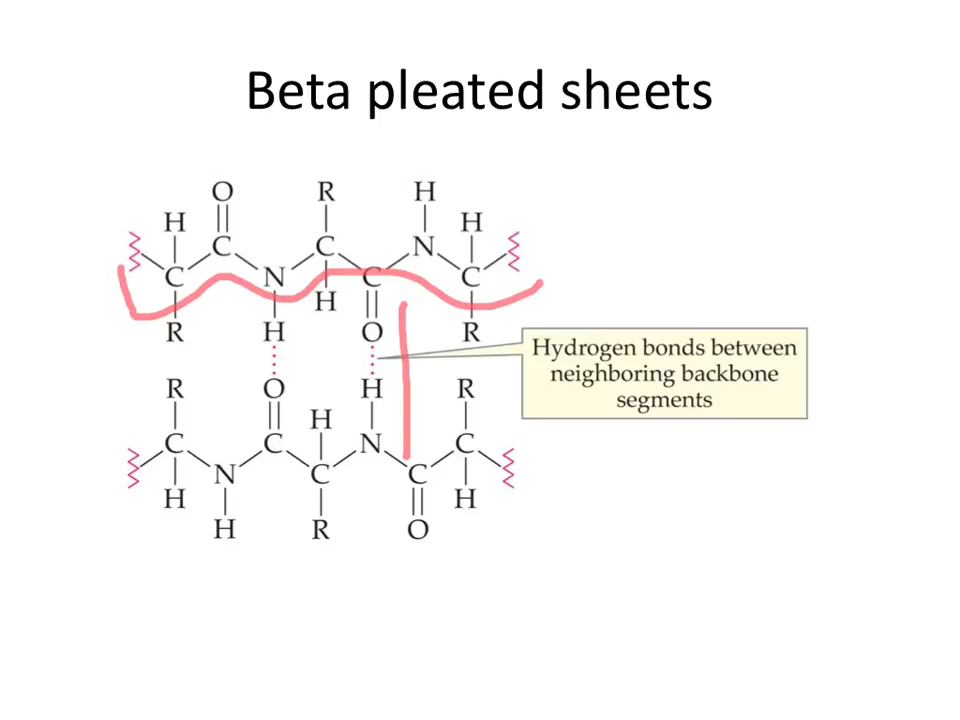 Beta pleated sheets
O R H
H H
C C N
C N C C
H
R H O R
Hydrogen bonds between
neighboring backbone
segments
R O H R
H
C C N C
N C C
H H
H R O